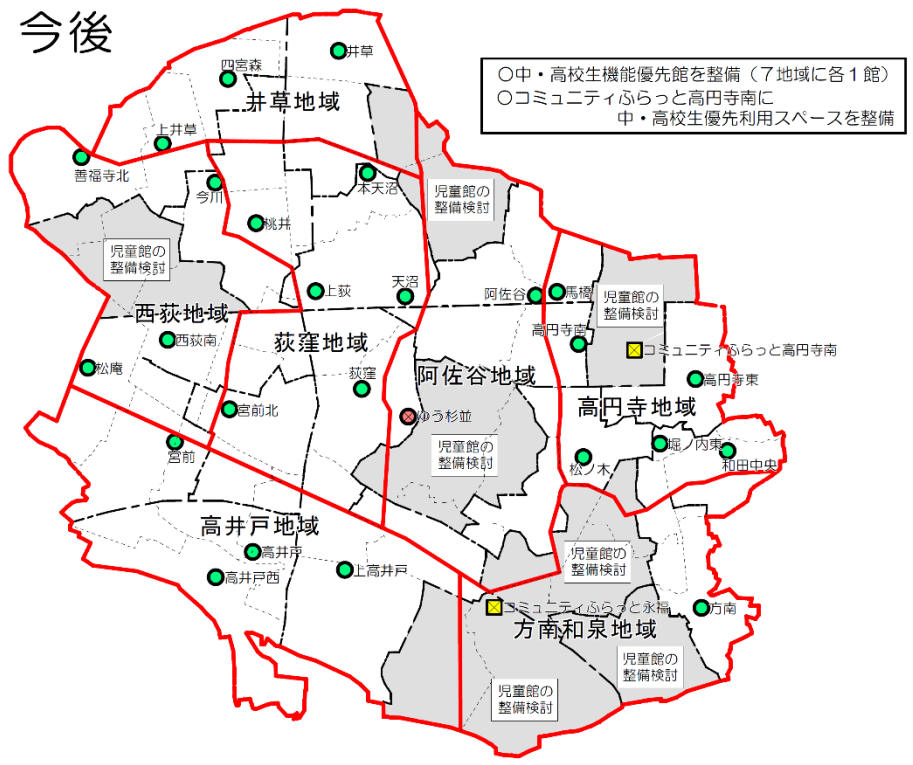 今後
○中・高校生機能優先館を整備（７地域に各１館）
○コミュニティふらっと高円寺南に
中・高校生優先利用スペースを整備
井草
四宮森
井草地域
上井草
善福寺北
今川
本天沼
桃井
児童館の
整備検討
児童館の
整備検討
上荻
天沼
阿佐谷
馬橋
児童館の
整備検討
西荻地域
西荻南
荻窪地域
高円寺南
コミュニティふらっと高円寺南
松庵
荻窪
阿佐谷地域
高円寺東
宮前北
ゆう杉並
高円寺地域
宮前
児童館の
整備検討
松ノ木
堀ノ内東
和田中央
高井戸地域
高井戸
高井戸西
上高井戸
児童館の
整備検討
コミュニティふらっと永福
方南
方南和泉地域
児童館の
整備検討
児童館の
整備検討